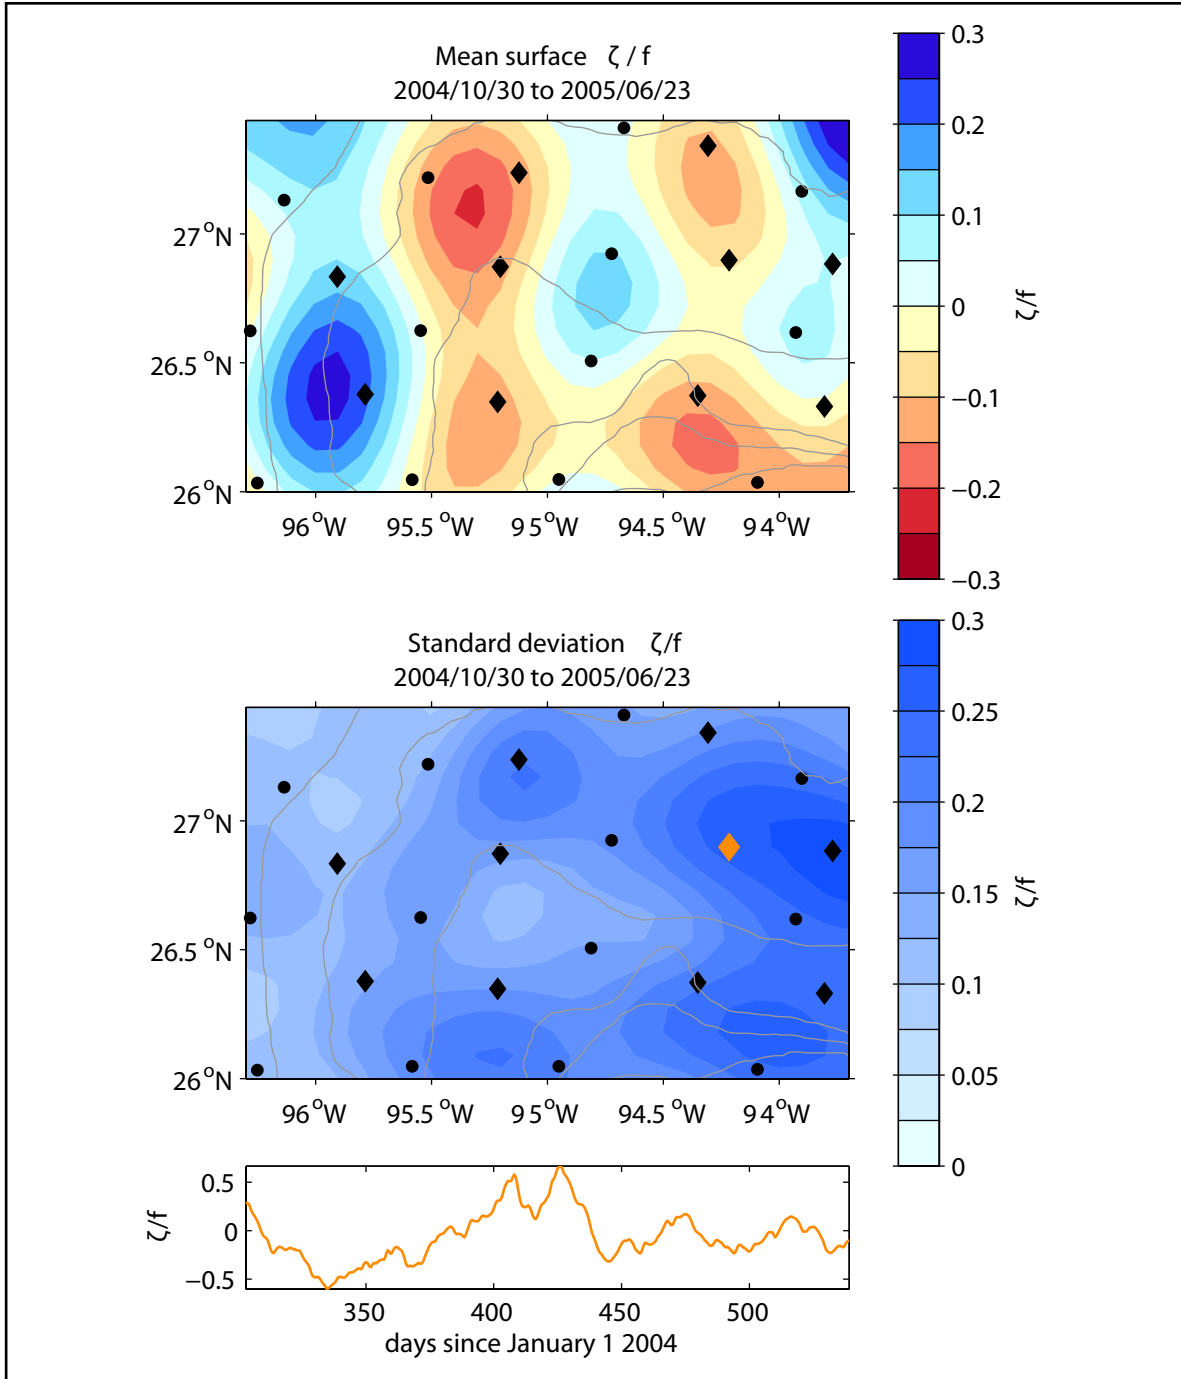 Mean surface ζ / f
2004/10/30 to 2005/06/23
27°N
26.5°N
26°N
96°W
95.5°W
95°W
94.5°W
94°W
0.3
0.2
0.1
0
−0.1
−0.2
−0.3
ζ/f
Standard deviation ζ/f
2004/10/30 to 2005/06/23
27°N
26.5°N
26°N
96°W
95.5°W
95°W
94.5°W
94°W
0.3
0.25
0.2
0.15
0.1
0.05
0
ζ/f
ζ/f
0.5
0
−0.5
350
400
450
500
days since January 1 2004